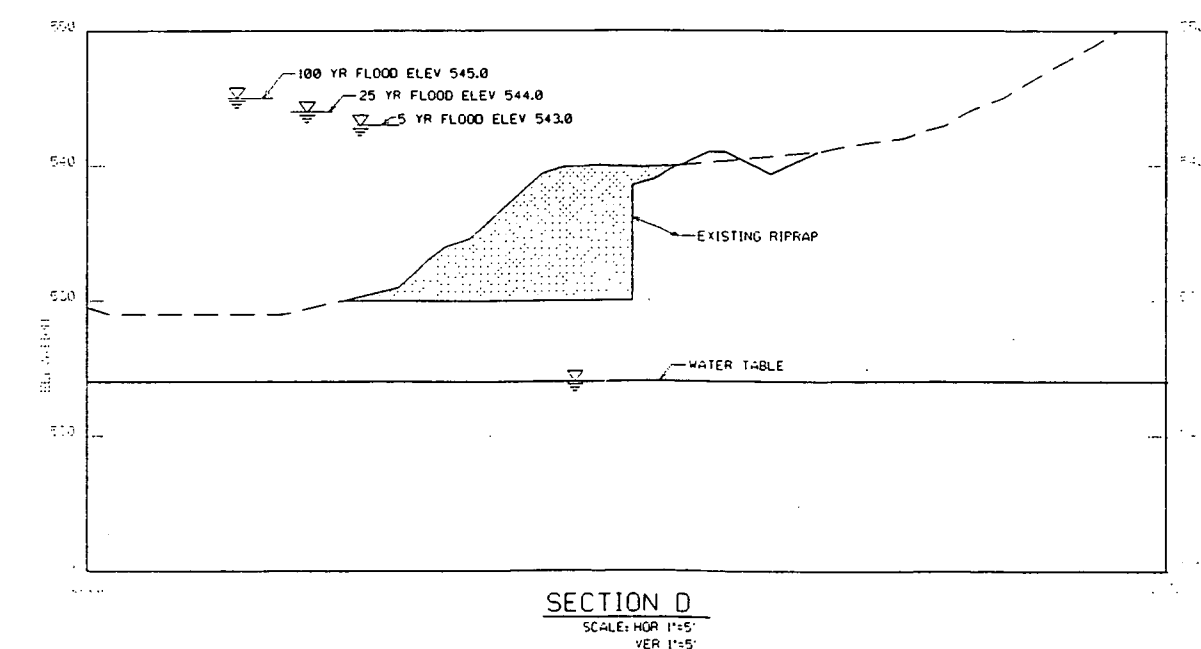 550
100 YR FLOOD ELEV 545.0
25 YR FLOOD ELEV 544.0
5 YR FLOOD ELEV 543.0
540
EXISTING RIPRAP
WATER TABLE
SECTION D
SCALE: HOR 1"=5'
VER 1"=5'